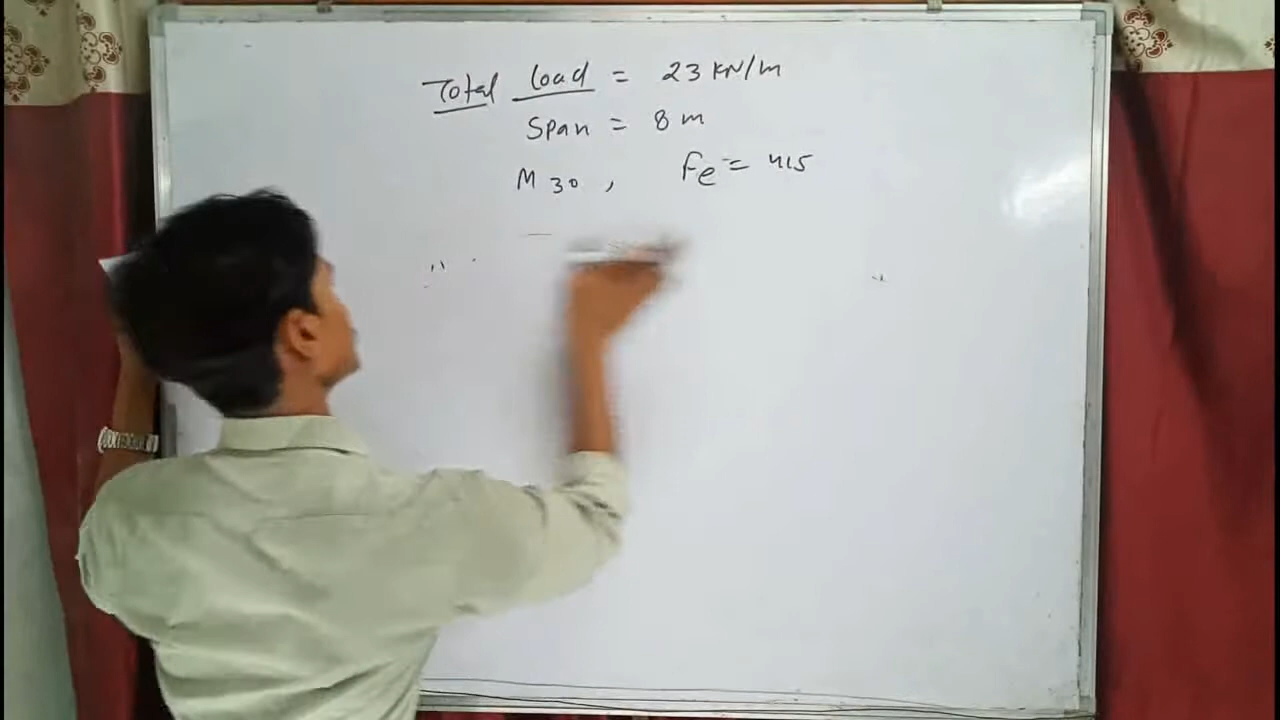 Total load = 23 KN/m
Span = 8 m
M 30 , Fe = 415